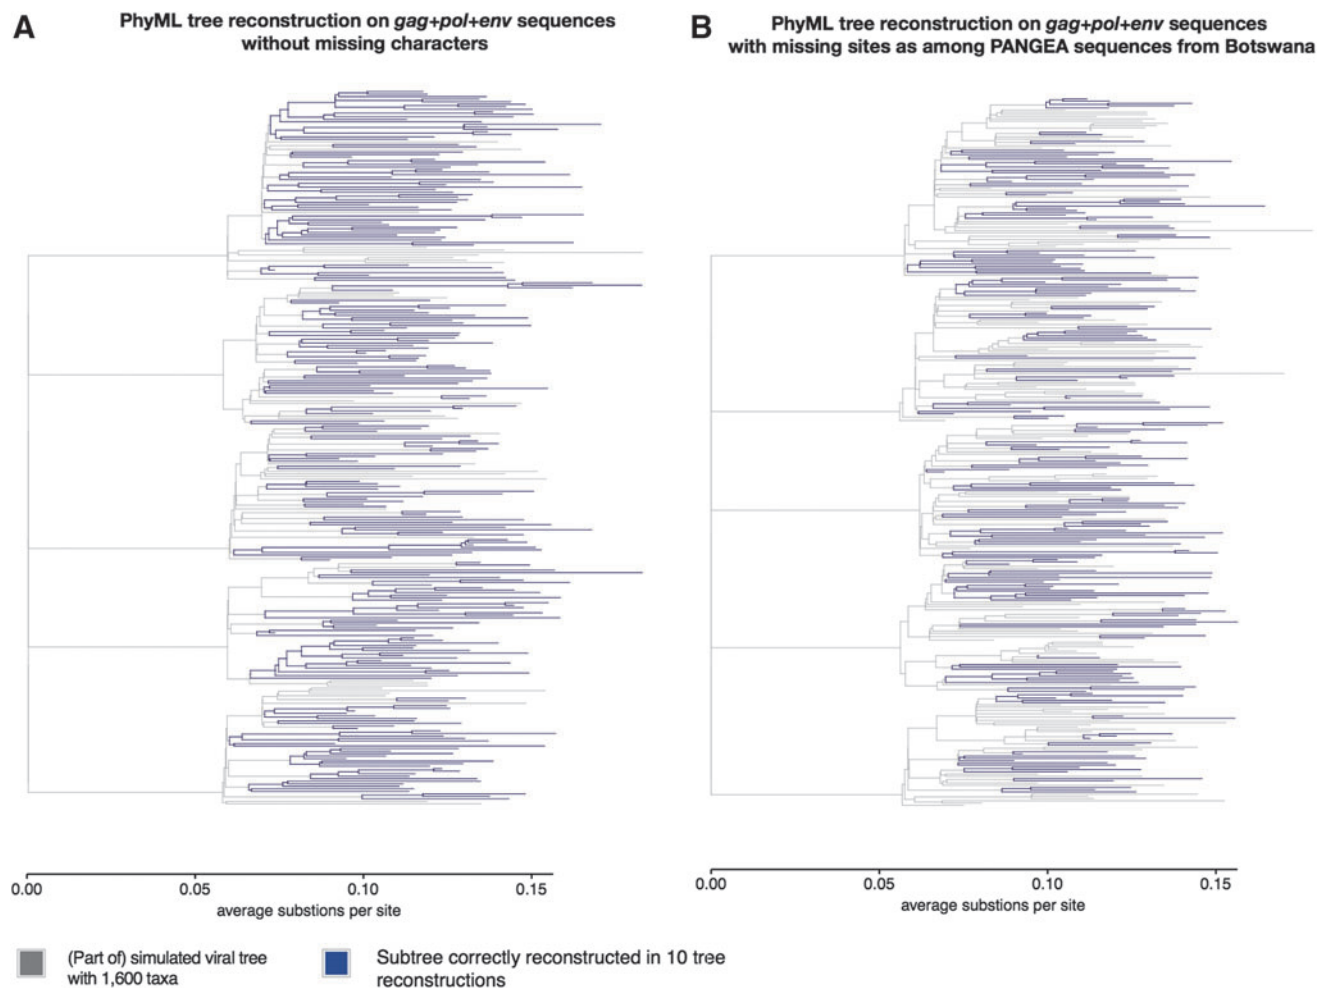 A
PhyML tree reconstruction on gag+pol+env sequences
without missing characters
B
PhyML tree reconstruction on gag+pol+env sequences
with missing sites as among PANGEA sequences from Botswana
0.00 0.05 0.10 0.15
average substions per site
0.00 0.05 0.10 0.15
average substions per site
(Part of) simulated viral tree
with 1,600 taxa
Subtree correctly reconstructed in 10 tree
reconstructions